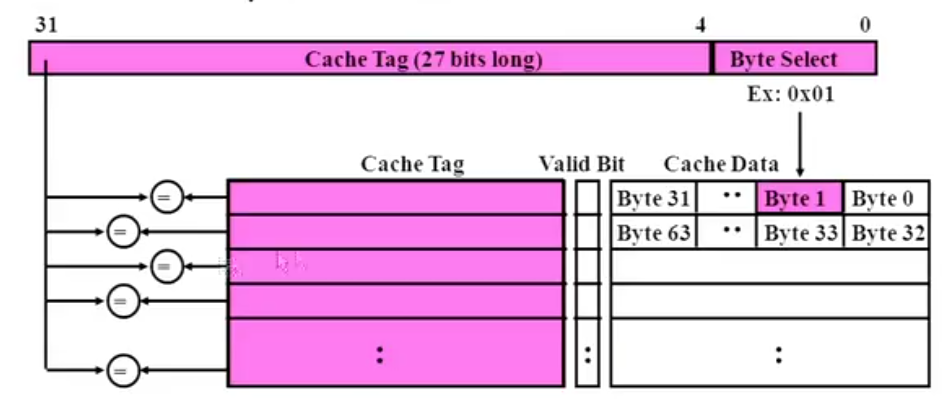 31 4 0
Cache Tag (27 bits long) Byte Select
Ex: 0x01
Cache Tag Valid Bit Cache Data
= Byte 31 ·· Byte 1 Byte 0
= Byte 63 ·· Byte 33 Byte 32
=
=
= : : :